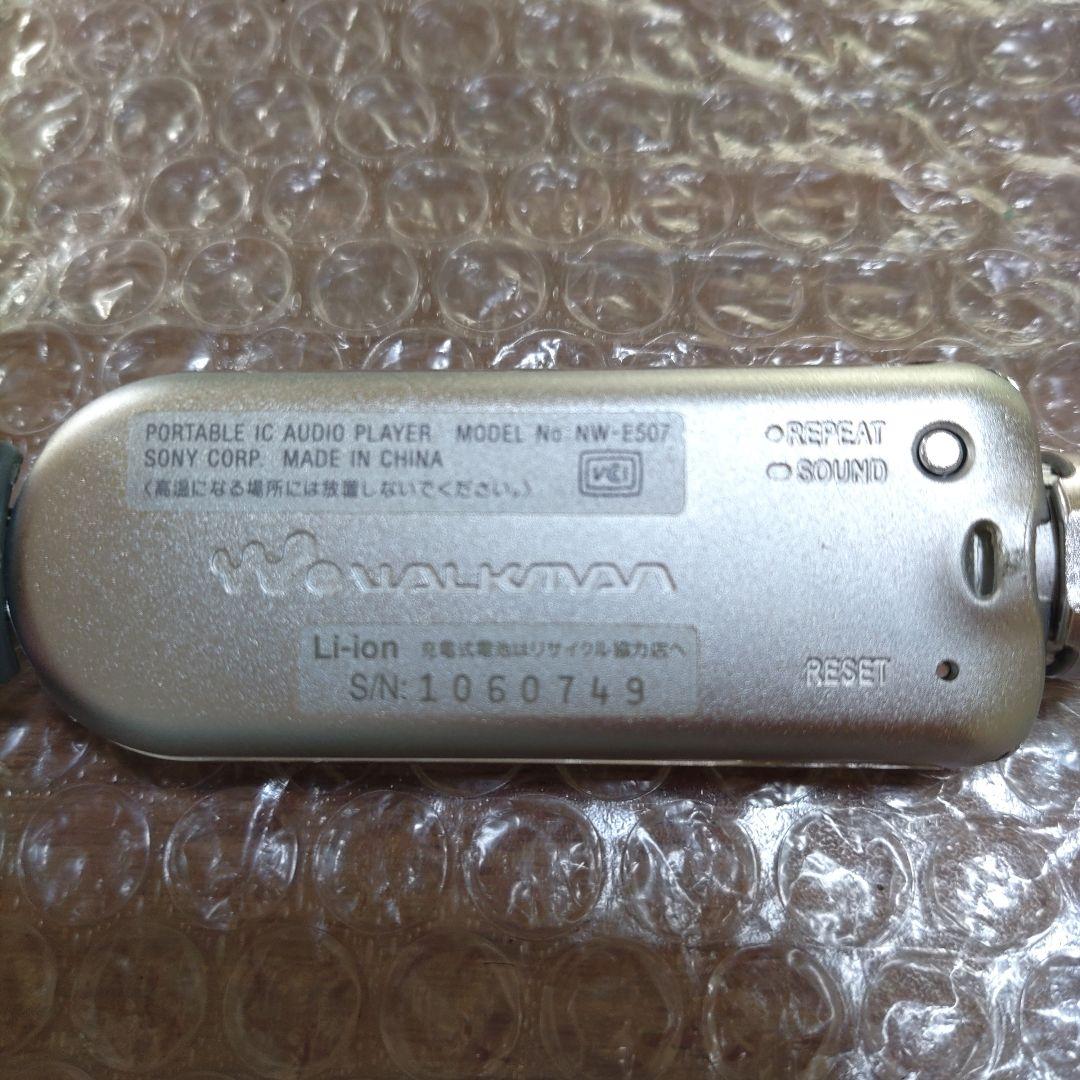 PORTABLE IC AUDIO PLAYER MODEL No NW-E507
SONY CORP. MADE IN CHINA
〈高温になる場所には放置しないでください。〉
VCI
REPEAT
SOUND
WALKMAN
Li-ion 充電式電池はリサイクル協力店へ
S/N: 1060749
RESET